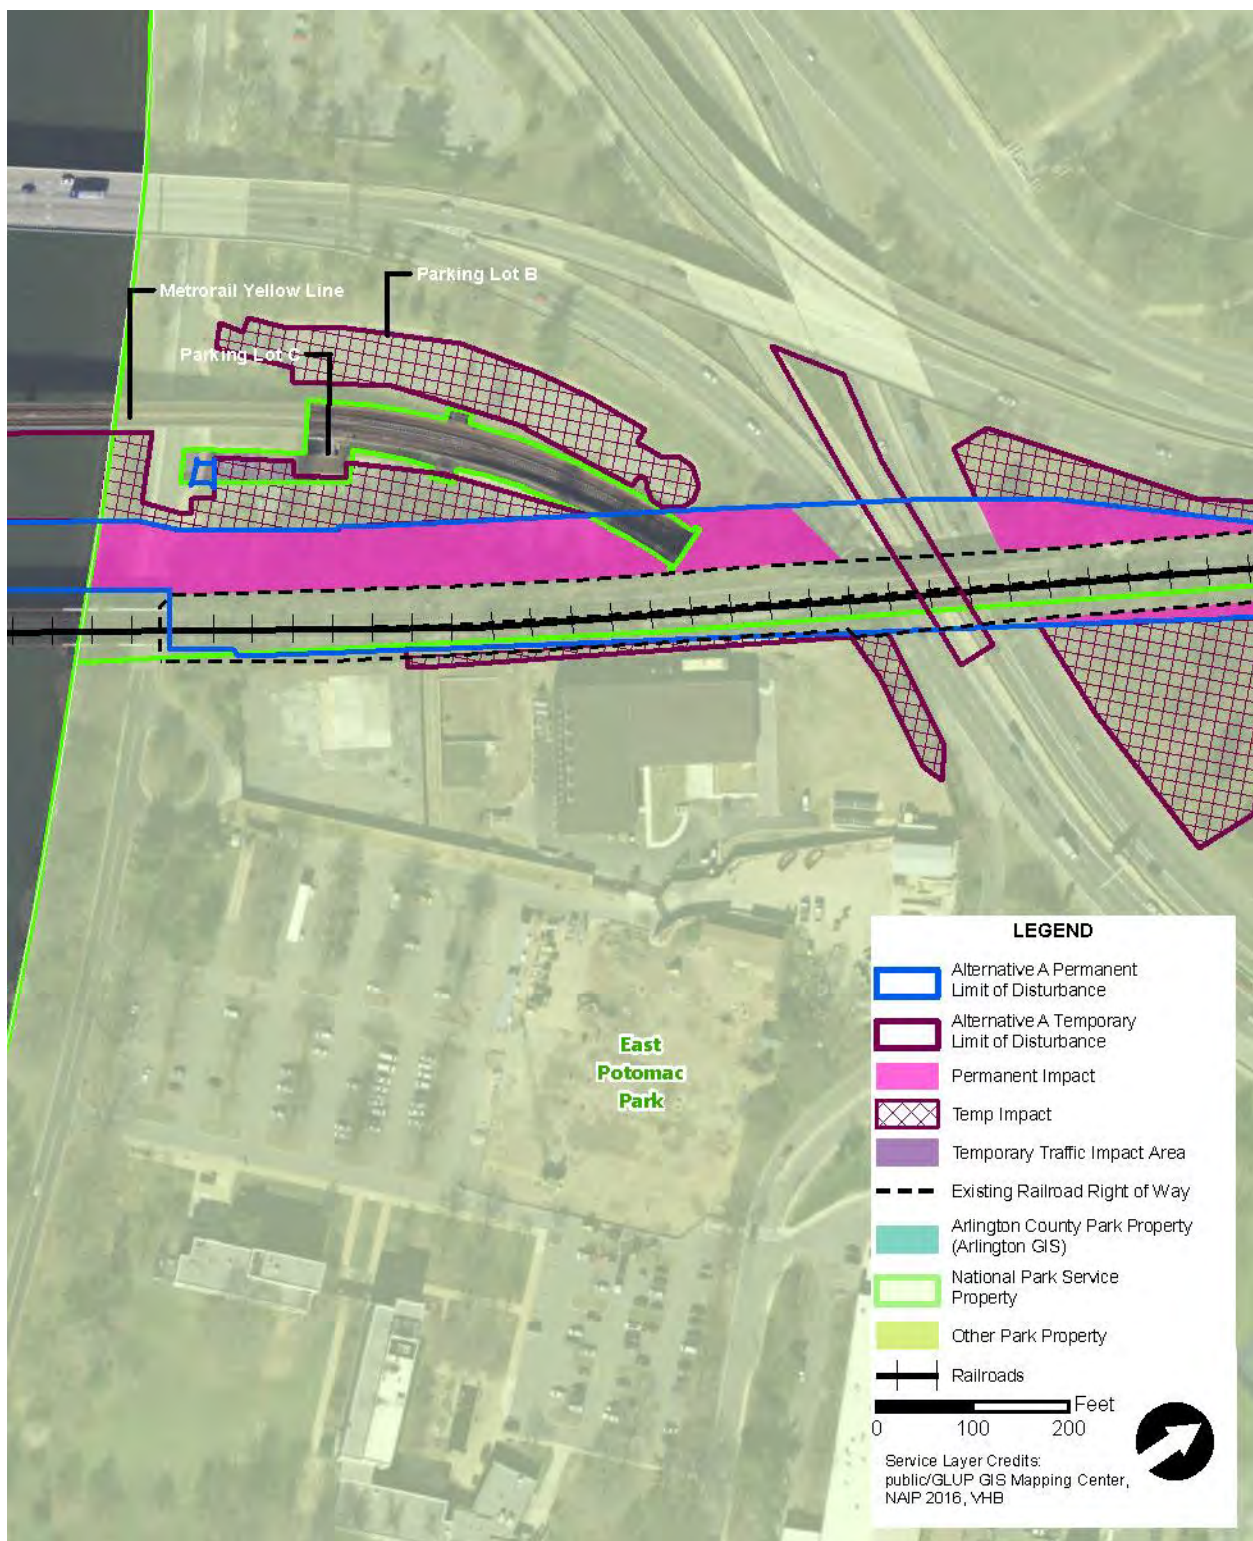 Parking Lot B
Metrorail Yellow Line
Parking Lot C
East
Potomac
Park
LEGEND
Alternative A Permanent
Limit of Disturbance
Alternative A Temporary
Limit of Disturbance
Permanent Impact
Temp Impact
Temporary Traffic Impact Area
Existing Railroad Right of Way
Arlington County Park Property
(Arlington GIS)
National Park Service
Property
Other Park Property
Railroads
Feet
0 100 200
Service Layer Credits:
public/GLUP GIS Mapping Center,
NAIP 2016, VHB